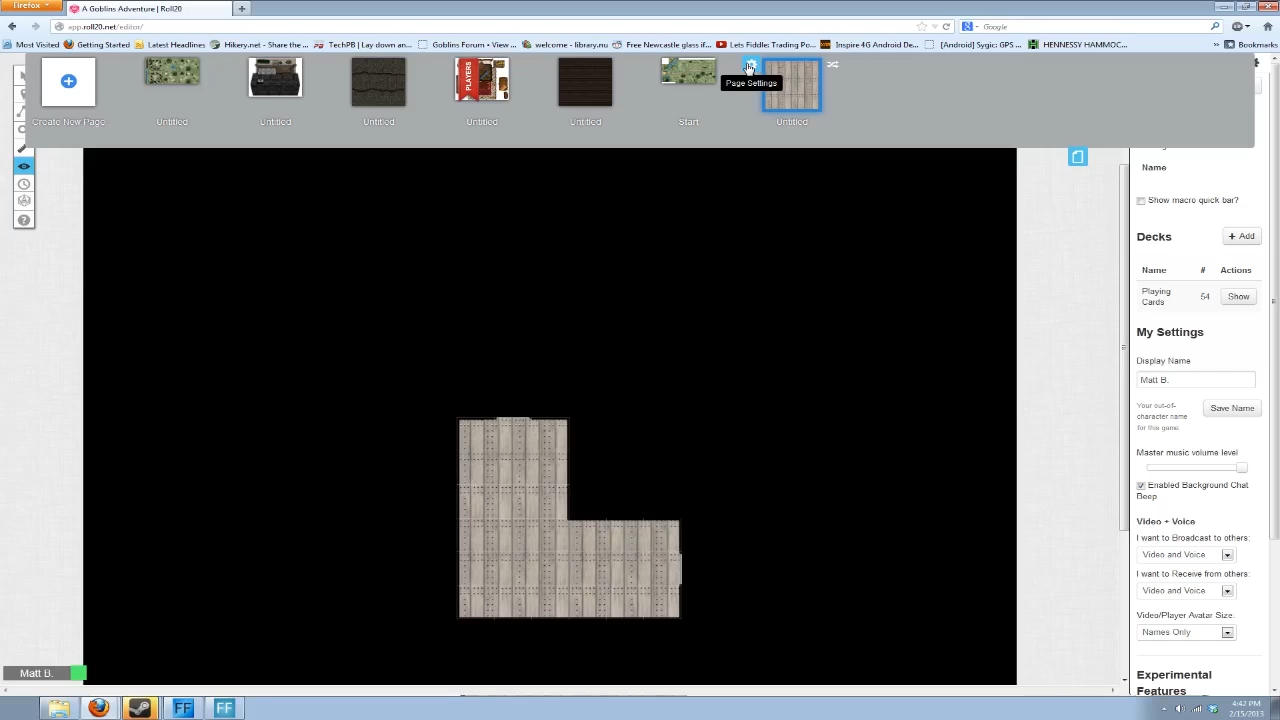 Firefox
A Goblins Adventure | Roll20
app.roll20.net/editor/
Google
Most Visited
Getting Started
Latest Headlines
Hikery.net - Share the ...
TechPB | Lay down an...
Goblins Forum • View ...
welcome - library.nu
Free Newcastle glass if...
Lets Fiddle: Trading Po...
Inspire 4G Android De...
[Android] Sygic GPS ...
HENNESSY HAMMOC...
Bookmarks
PLAYERS
Page Settings
Create New Page
Untitled
Untitled
Untitled
Untitled
Untitled
Start
Untitled
Name
Show macro quick bar?
Decks
+ Add
Name # Actions
Playing Cards 54 Show
My Settings
Display Name
Matt B.
Your out-of-
character name
for this game.
Save Name
Master music volume level
Enabled Background Chat
Beep
Video + Voice
I want to Broadcast to others:
Video and Voice
I want to Receive from others:
Video and Voice
Video/Player Avatar Size:
Names Only
Experimental
Features
Matt B.
FF
FF
4:42 PM
2/15/2013